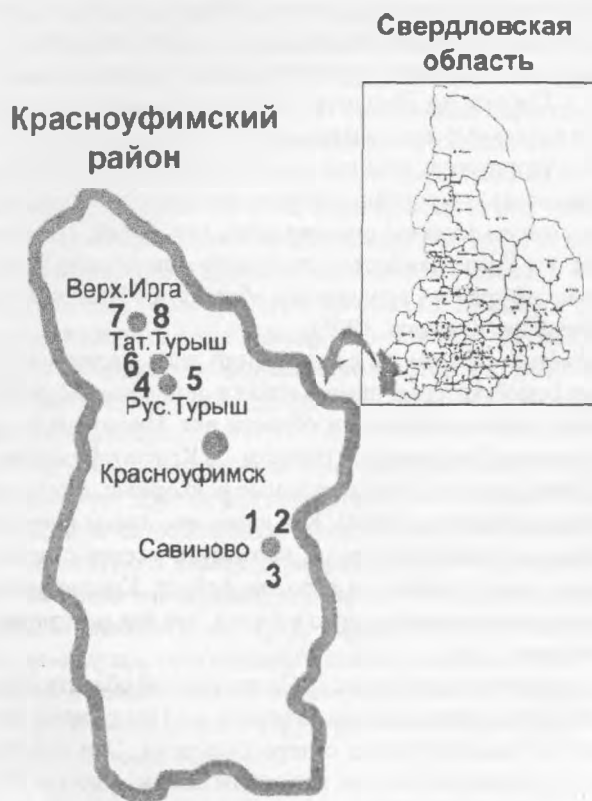 Свердловская
область
Красноуфимский
район
Верх.Ирга
7 8
Тат.Турыш
6
4 5
Рус.Турыш
Красноуфимск
1 2
Савиново
3